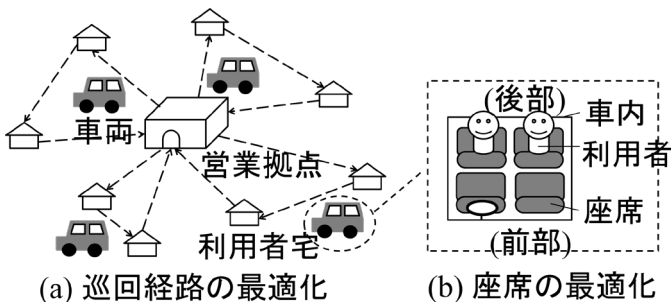 車両
営業拠点
利用者宅
(a) 巡回経路の最適化
(後部)
車内
利用者
座席
(前部)
(b) 座席の最適化